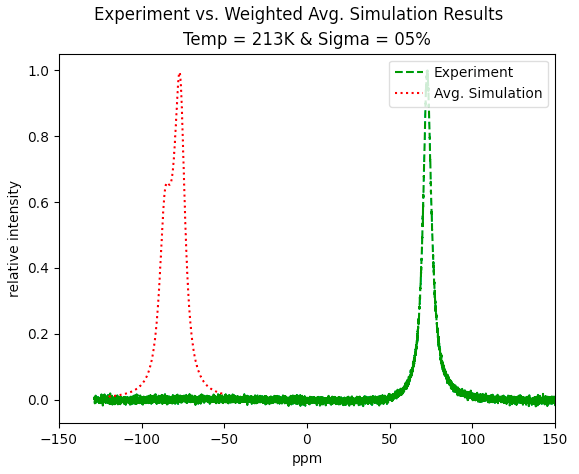 Experiment vs. Weighted Avg. Simulation Results
Temp = 213K & Sigma = 05%
Experiment
Avg. Simulation
relative intensity
1.0
0.8
0.6
0.4
0.2
0.0
−150
−100
−50
0
50
100
150
ppm